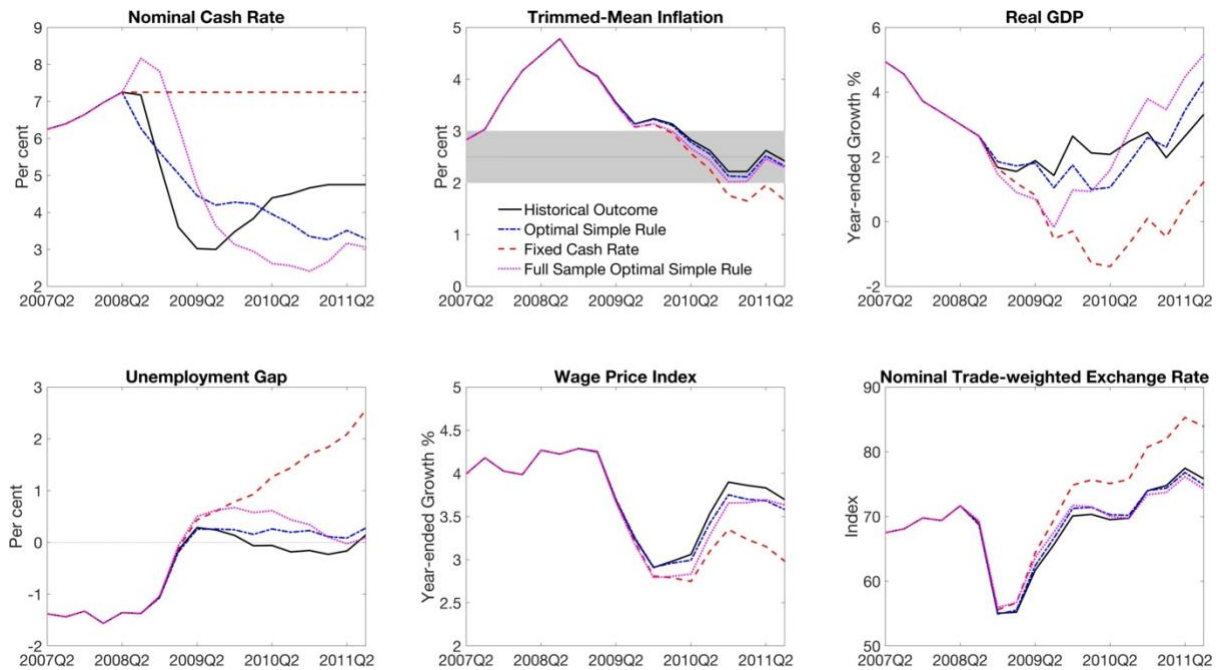 Nominal Cash Rate
Per cent
9
8
7
6
5
4
3
2
2007Q2 2008Q2 2009Q2 2010Q2 2011Q2
Trimmed-Mean Inflation
Per cent
5
4
3
2
1
0
Historical Outcome
Optimal Simple Rule
Fixed Cash Rate
Full Sample Optimal Simple Rule
2007Q2 2008Q2 2009Q2 2010Q2 2011Q2
Real GDP
Year-ended Growth %
6
4
2
0
-2
2007Q2 2008Q2 2009Q2 2010Q2 2011Q2
Unemployment Gap
Per cent
3
2
1
0
-1
-2
2007Q2 2008Q2 2009Q2 2010Q2 2011Q2
Wage Price Index
Year-ended Growth %
5
4.5
4
3.5
3
2.5
2
2007Q2 2008Q2 2009Q2 2010Q2 2011Q2
Nominal Trade-weighted Exchange Rate
Index
90
80
70
60
50
2007Q2 2008Q2 2009Q2 2010Q2 2011Q2